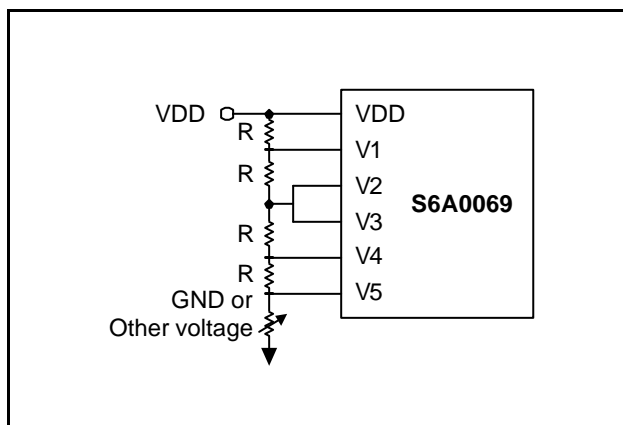 VDD VDD
R
V1
R
V2
S6A0069
V3
R
V4
R
V5
GND or
Other voltage